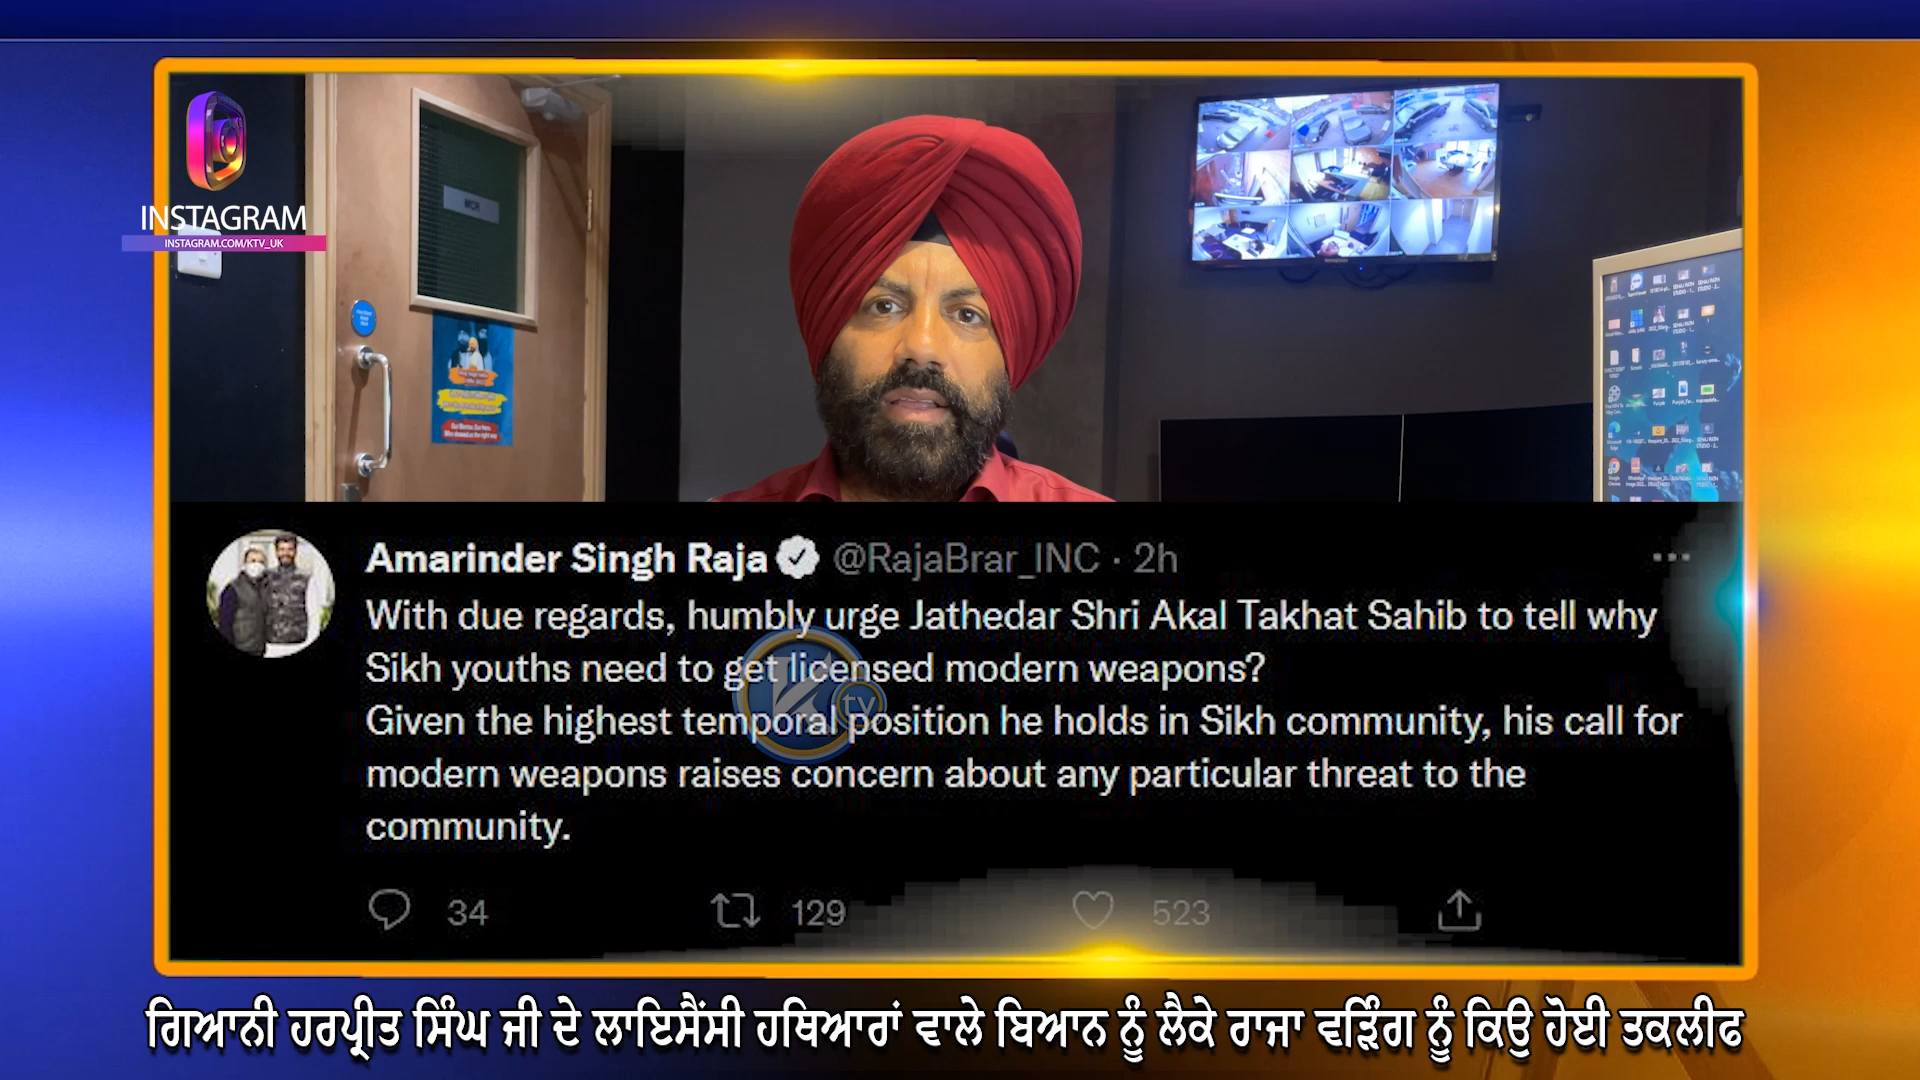 INSTAGRAM
INSTAGRAM.COM/KTV_UK
MCR
Amarinder Singh Raja @RajaBrar_INC · 2h
With due regards, humbly urge Jathedar Shri Akal Takhat Sahib to tell why
Sikh youths need to get licensed modern weapons?
Given the highest temporal position he holds in Sikh community, his call for
modern weapons raises concern about any particular threat to the
community.
K tv
34 129 523
ਗਿਆਨੀ ਹਰਪ੍ਰੀਤ ਸਿੰਘ ਜੀ ਦੇ ਲਾਇਸੈਂਸੀ ਹਥਿਆਰਾਂ ਵਾਲੇ ਬਿਆਨ ਨੂੰ ਲੈਕੇ ਰਾਜਾ ਵੜਿੰਗ ਨੂੰ ਕਿਉ ਹੋਈ ਤਕਲੀਫ